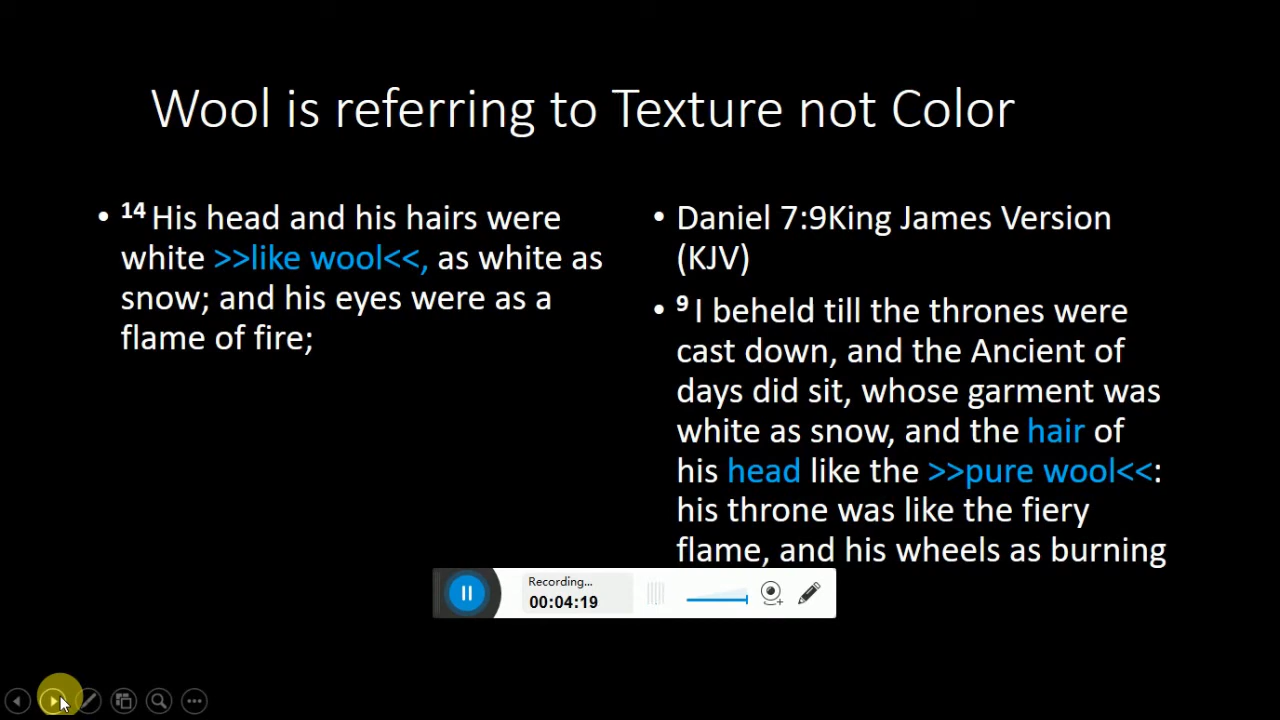 Wool is referring to Texture not Color
• 14 His head and his hairs were
white >>like wool<<, as white as
snow; and his eyes were as a
flame of fire;
• Daniel 7:9King James Version
(KJV)
• 9 I beheld till the thrones were
cast down, and the Ancient of
days did sit, whose garment was
white as snow, and the hair of
his head like the >>pure wool<<:
his throne was like the fiery
flame, and his wheels as burning
Recording...
00:04:19